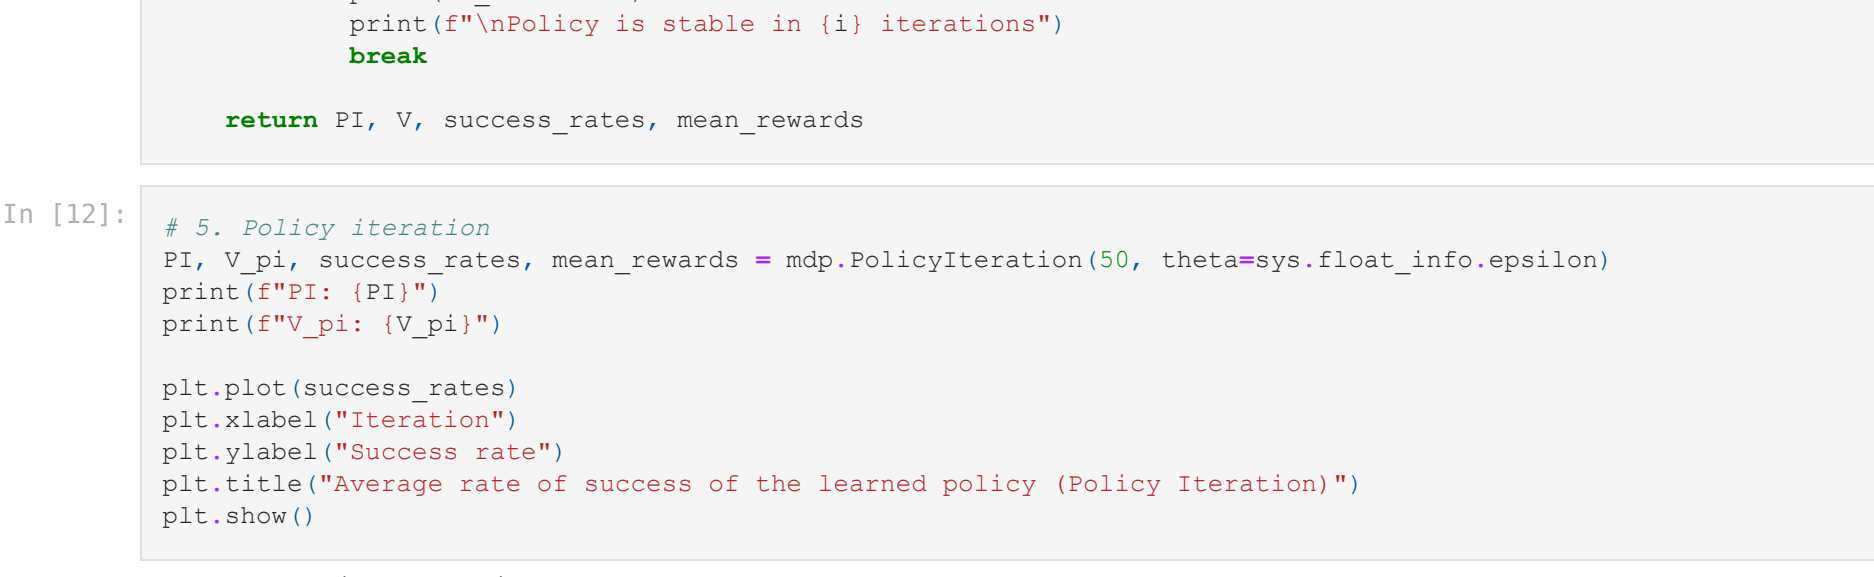 print(f"\nPolicy is stable in {i} iterations")
            break

    return PI, V, success_rates, mean_rewards

In [12]:
# 5. Policy iteration
PI, V_pi, success_rates, mean_rewards = mdp.PolicyIteration(50, theta=sys.float_info.epsilon)
print(f"PI: {PI}")
print(f"V_pi: {V_pi}")

plt.plot(success_rates)
plt.xlabel("Iteration")
plt.ylabel("Success rate")
plt.title("Average rate of success of the learned policy (Policy Iteration)")
plt.show()